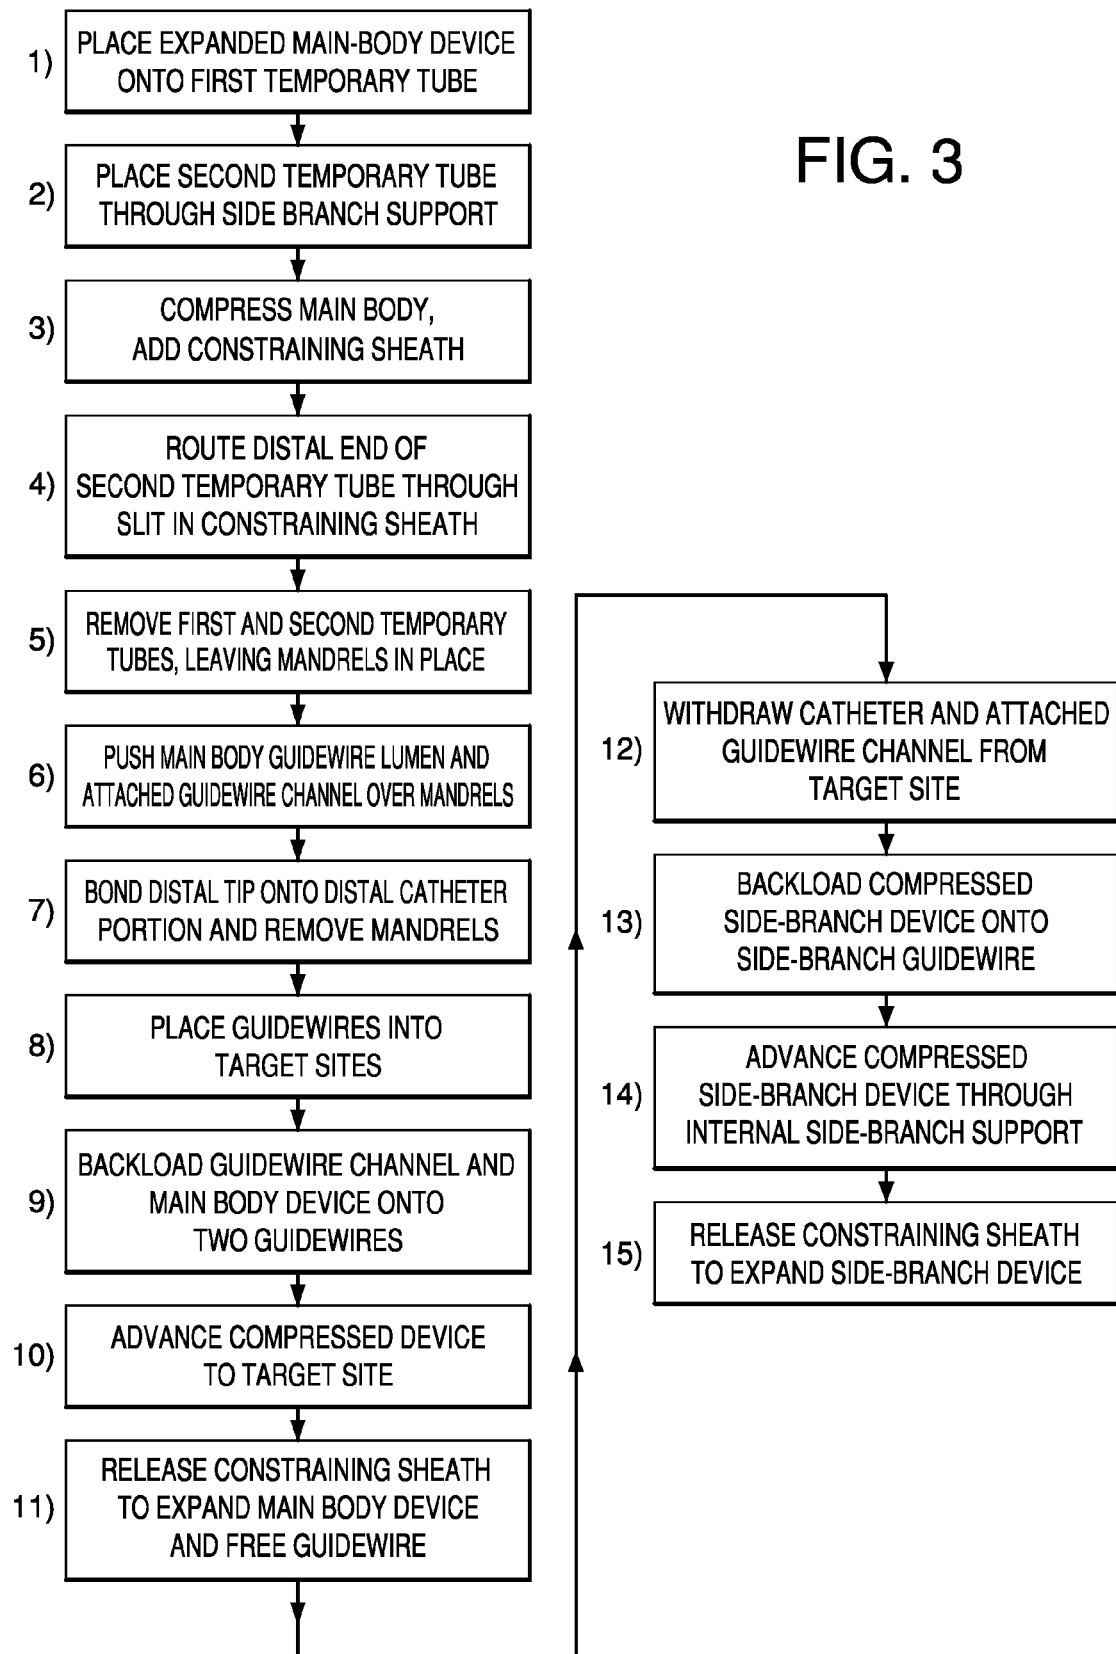 FIG. 3
1)
PLACE EXPANDED MAIN-BODY DEVICE
ONTO FIRST TEMPORARY TUBE
2)
PLACE SECOND TEMPORARY TUBE
THROUGH SIDE BRANCH SUPPORT
3)
COMPRESS MAIN BODY,
ADD CONSTRAINING SHEATH
4)
ROUTE DISTAL END OF
SECOND TEMPORARY TUBE THROUGH
SLIT IN CONSTRAINING SHEATH
5)
REMOVE FIRST AND SECOND TEMPORARY
TUBES, LEAVING MANDRELS IN PLACE
6)
PUSH MAIN BODY GUIDEWIRE LUMEN AND
ATTACHED GUIDEWIRE CHANNEL OVER MANDRELS
7)
BOND DISTAL TIP ONTO DISTAL CATHETER
PORTION AND REMOVE MANDRELS
8)
PLACE GUIDEWIRES INTO
TARGET SITES
9)
BACKLOAD GUIDEWIRE CHANNEL AND
MAIN BODY DEVICE ONTO
TWO GUIDEWIRES
10)
ADVANCE COMPRESSED DEVICE
TO TARGET SITE
11)
RELEASE CONSTRAINING SHEATH
TO EXPAND MAIN BODY DEVICE
AND FREE GUIDEWIRE
12)
WITHDRAW CATHETER AND ATTACHED
GUIDEWIRE CHANNEL FROM
TARGET SITE
13)
BACKLOAD COMPRESSED
SIDE-BRANCH DEVICE ONTO
SIDE-BRANCH GUIDEWIRE
14)
ADVANCE COMPRESSED
SIDE-BRANCH DEVICE THROUGH
INTERNAL SIDE-BRANCH SUPPORT
15)
RELEASE CONSTRAINING SHEATH
TO EXPAND SIDE-BRANCH DEVICE